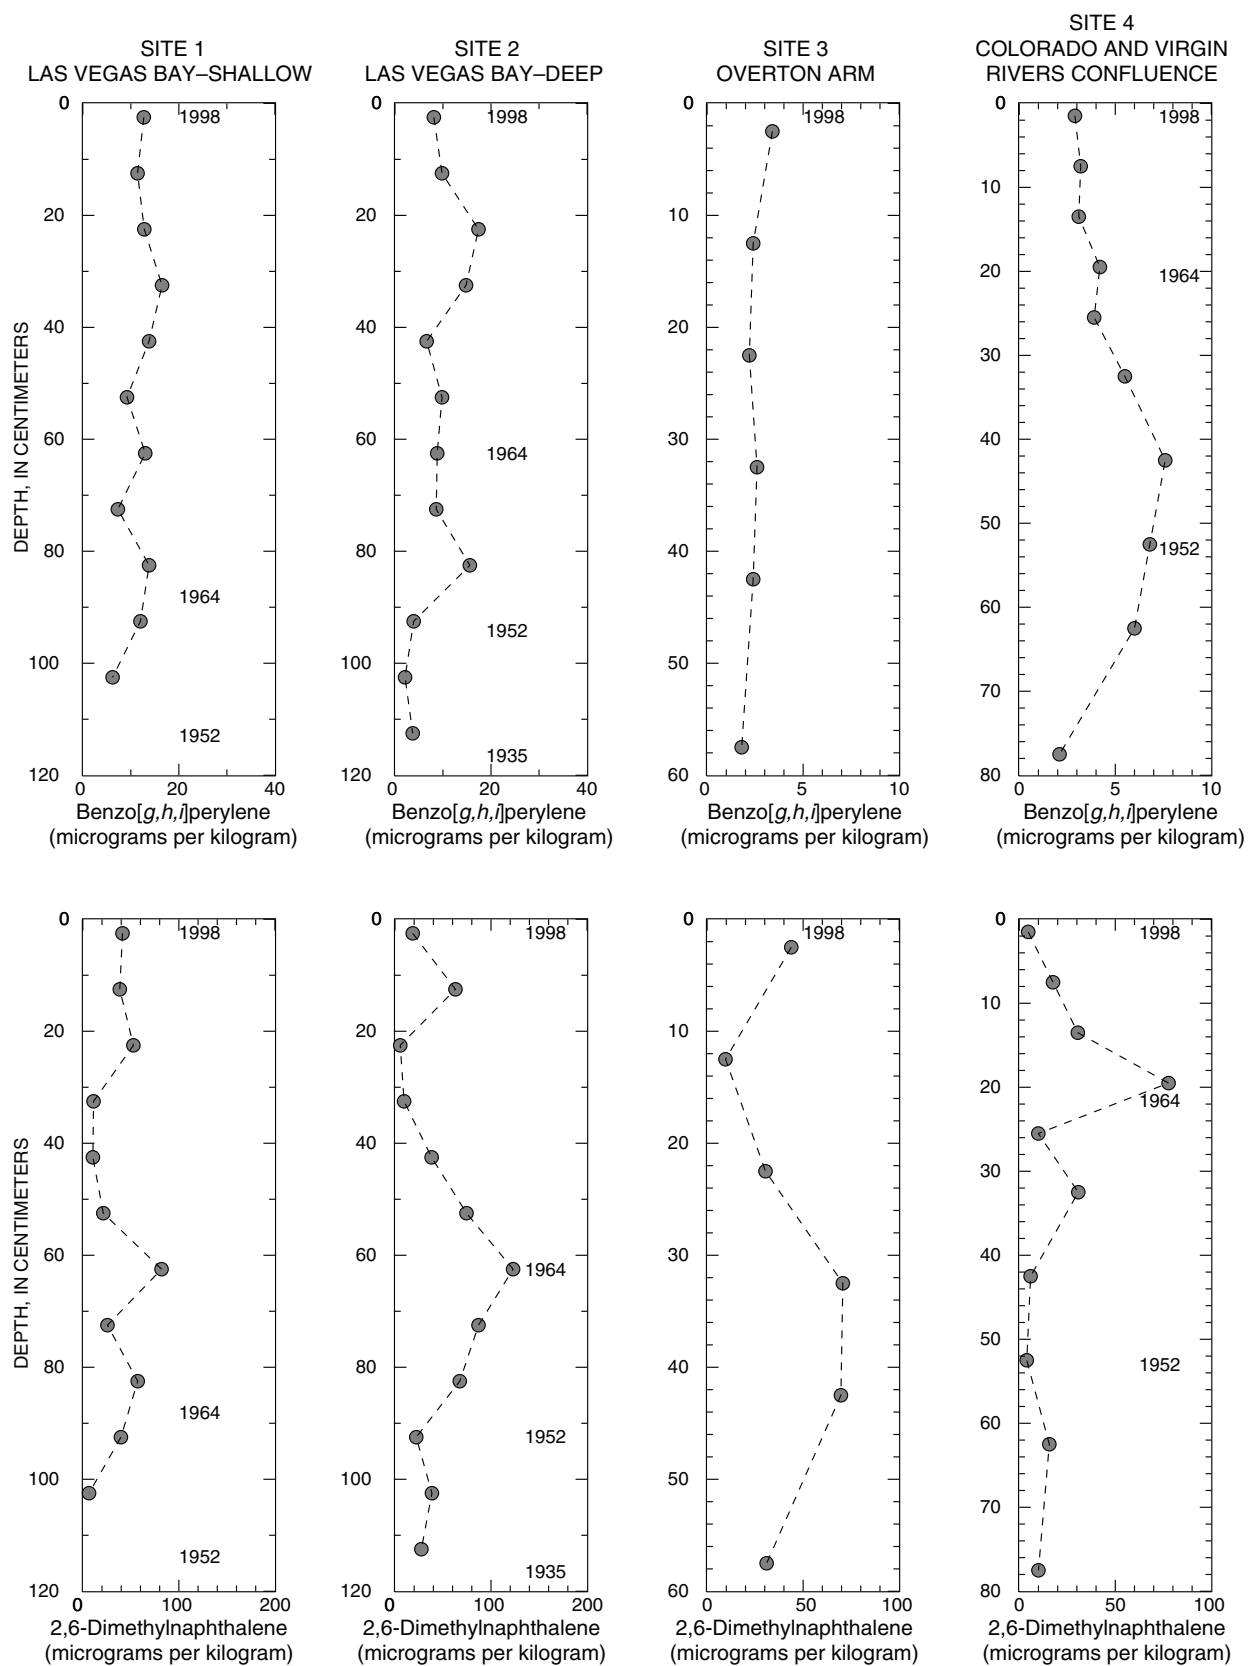 SITE 1
LAS VEGAS BAY–SHALLOW
SITE 2
LAS VEGAS BAY–DEEP
SITE 3
OVERTON ARM
SITE 4
COLORADO AND VIRGIN
RIVERS CONFLUENCE
DEPTH, IN CENTIMETERS
0
20
40
60
80
100
120
1998
1964
1952
0 20 40
Benzo[g,h,i]perylene
(micrograms per kilogram)
0
20
40
60
80
100
120
1998
1964
1952
1935
0 20 40
Benzo[g,h,i]perylene
(micrograms per kilogram)
0
10
20
30
40
50
60
1998
0 5 10
Benzo[g,h,i]perylene
(micrograms per kilogram)
0
10
20
30
40
50
60
70
80
1998
1964
1952
0 5 10
Benzo[g,h,i]perylene
(micrograms per kilogram)
DEPTH, IN CENTIMETERS
0
20
40
60
80
100
120
1998
1964
1952
0 100 200
2,6-Dimethylnaphthalene
(micrograms per kilogram)
0
20
40
60
80
100
120
1998
1964
1952
1935
0 100 200
2,6-Dimethylnaphthalene
(micrograms per kilogram)
0
10
20
30
40
50
60
1998
0 50 100
2,6-Dimethylnaphthalene
(micrograms per kilogram)
0
10
20
30
40
50
60
70
80
1998
1964
1952
0 50 100
2,6-Dimethylnaphthalene
(micrograms per kilogram)